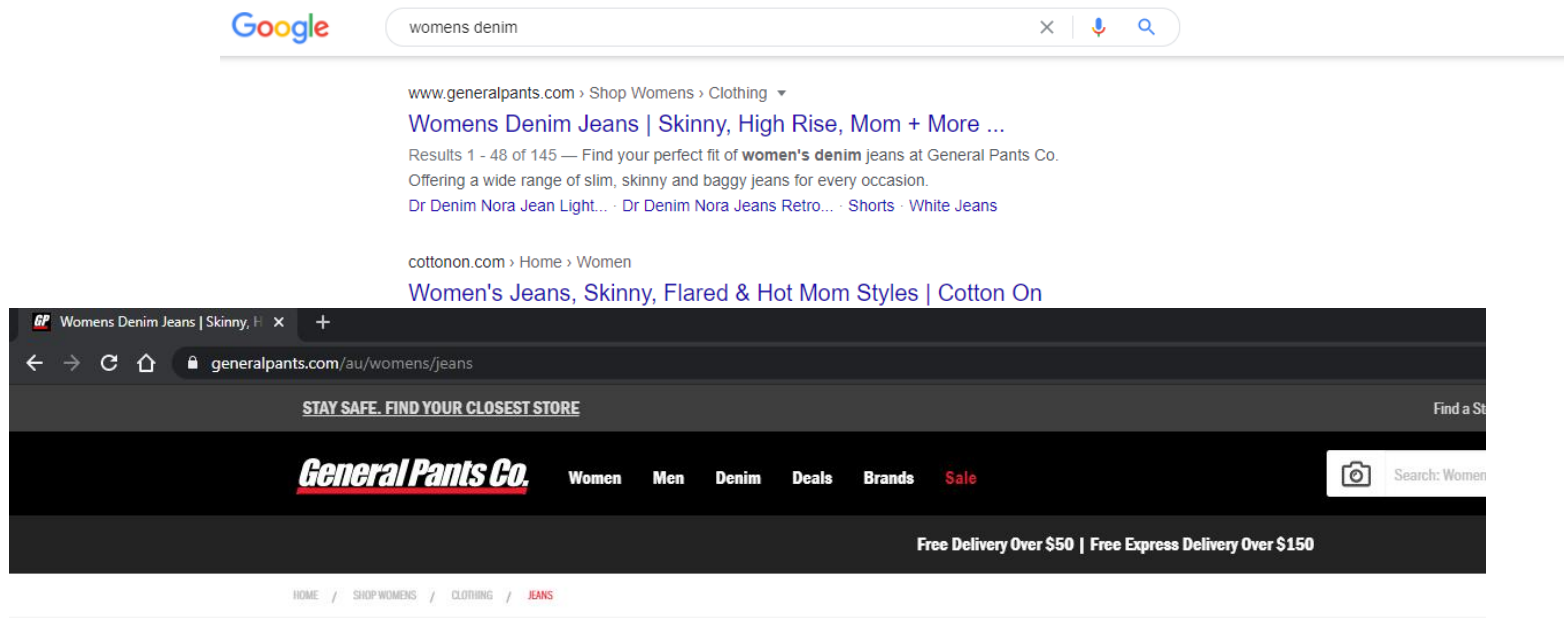 Google womens denim
www.generalpants.com › Shop Womens › Clothing
Womens Denim Jeans | Skinny, High Rise, Mom + More ...
Results 1 - 48 of 145 — Find your perfect fit of women's denim jeans at General Pants Co.
Offering a wide range of slim, skinny and baggy jeans for every occasion.
Dr Denim Nora Jean Light... · Dr Denim Nora Jeans Retro... · Shorts · White Jeans
cottonon.com › Home › Women
Women's Jeans, Skinny, Flared & Hot Mom Styles | Cotton On
GP Womens Denim Jeans | Skinny, H
generalpants.com/au/womens/jeans
STAY SAFE. FIND YOUR CLOSEST STORE Find a St
General Pants Co. Women Men Denim Deals Brands Sale Search: Women
Free Delivery Over $50 | Free Express Delivery Over $150
HOME / SHOP WOMENS / CLOTHING / JEANS